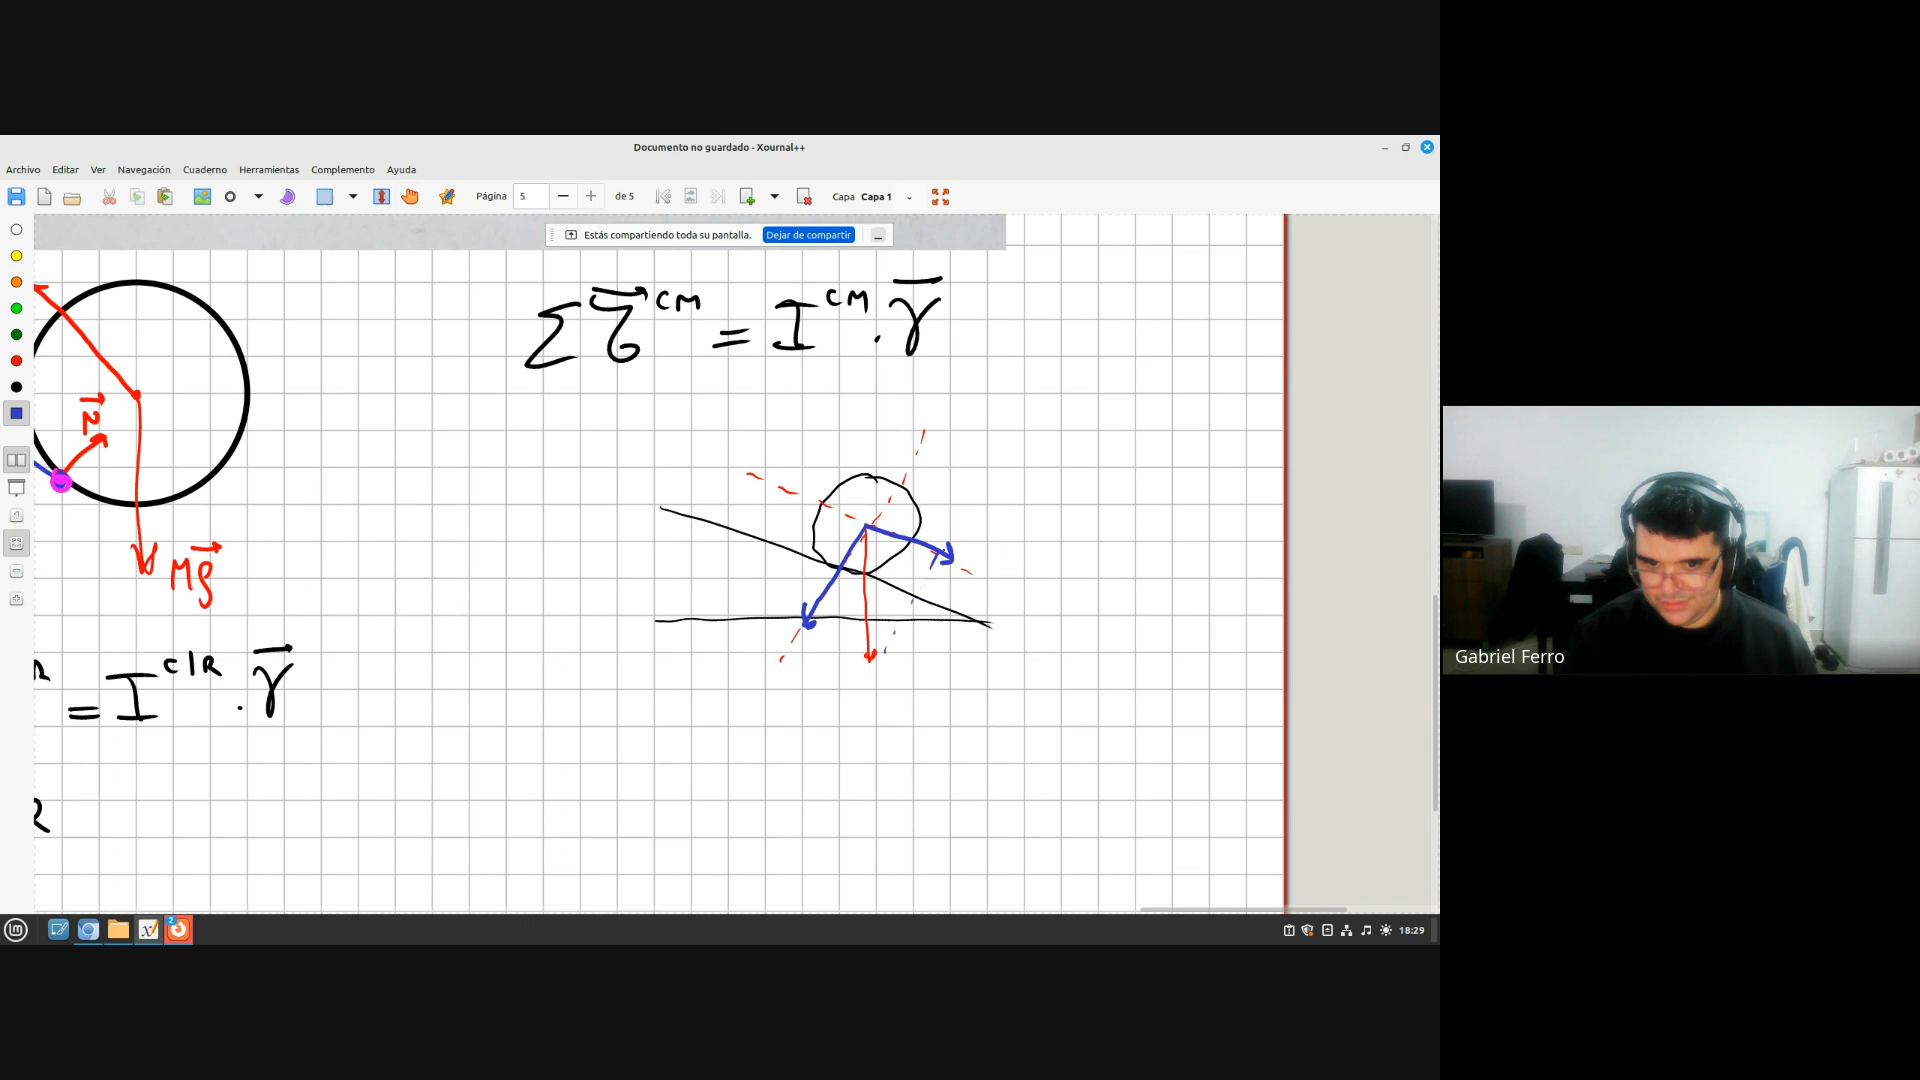 Documento no guardado - Xournal++
Archivo Editar Ver Navegación Cuaderno Herramientas Complemento Ayuda
Página 5 de 5 Capa Capa 1
Estás compartiendo toda su pantalla. Dejar de compartir
Σ τ⃗ ᶜᴹ = I ᶜᴹ . γ̄
r⃗
Mg⃗
Gabriel Ferro
R = I CIR . γ̄
R
2
18:29